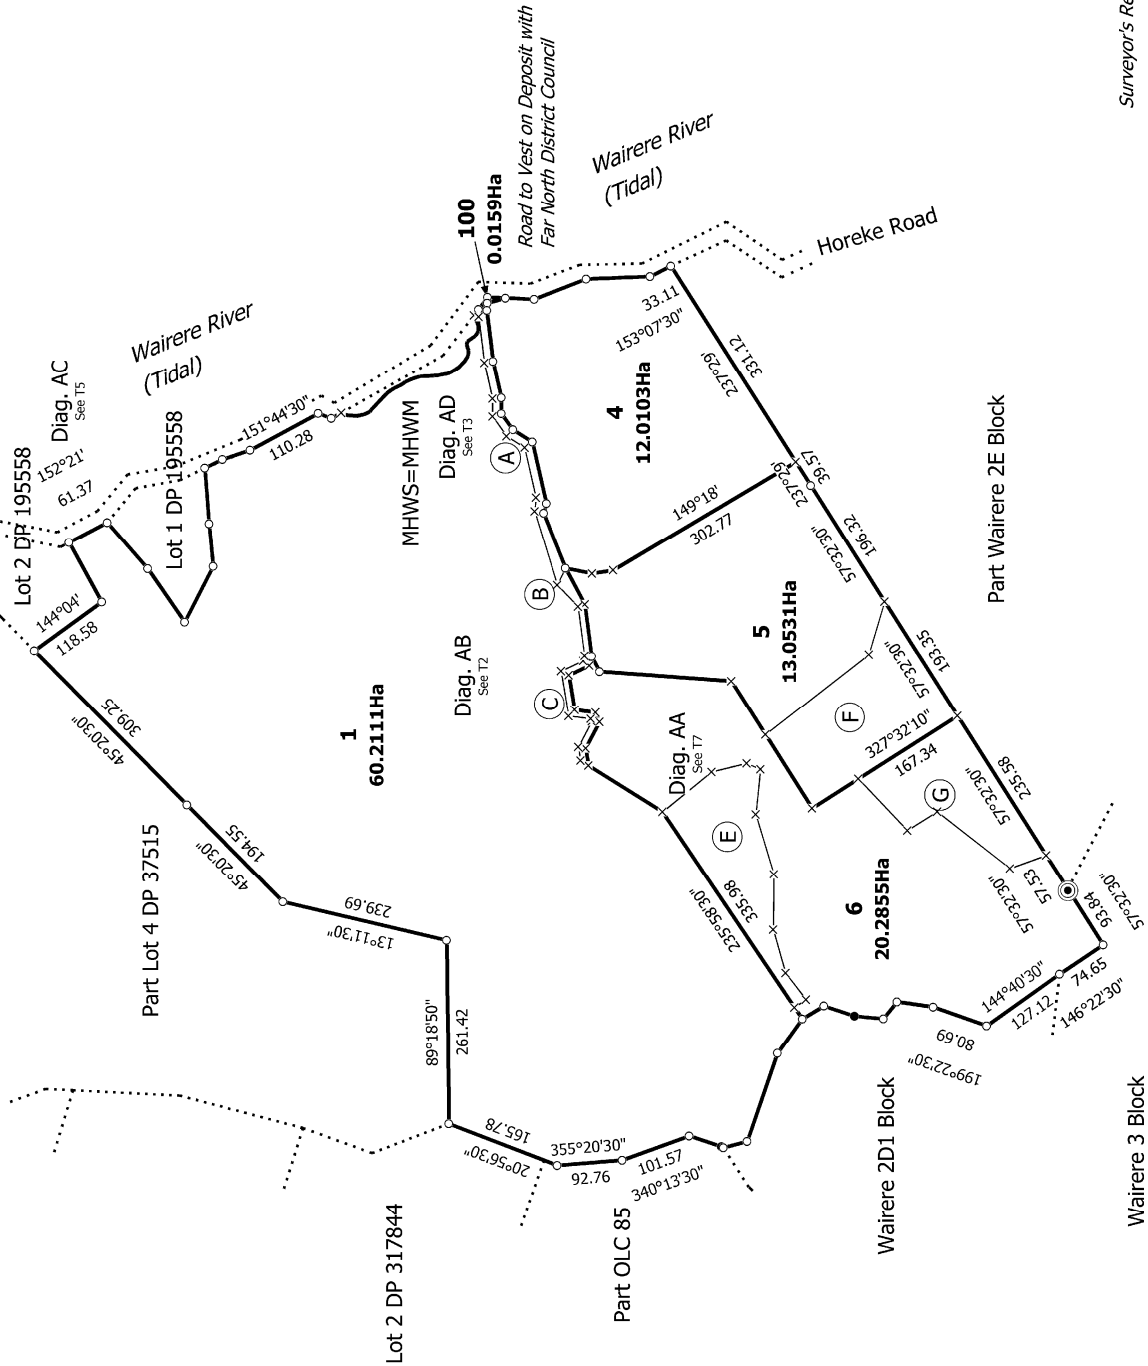 Surveyor's Re
Lot 2 DP 195558
Diag. AC
See T5
152°21'
61.37
Lot 1 DP 195558
Wairere River
(Tidal)
151°44'30"
110.28
144°04'
118.58
309.25
45°20'30"
194.55
45°20'30"
Part Lot 4 DP 37515
239.69
13°11'30"
89°18'50"
261.42
165.78
20°56'30"
355°20'30"
92.76
101.57
340°13'30"
Lot 2 DP 317844
Part OLC 85
1
60.2111Ha
MHWS=MHWM
Diag. AD
See T3
Diag. AB
See T2
Diag. AA
See T7
100
0.0159Ha
Road to Vest on Deposit with
Far North District Council
Wairere River
(Tidal)
Horeke Road
33.11
153°07'30"
331.12
237°29'
4
12.0103Ha
A
B
C
149°18'
302.77
237°29'
39.57
196.32
57°32'30"
5
13.0531Ha
193.35
57°32'30"
F
327°32'10"
167.34
G
235.58
57°32'30"
E
335.98
235°58'30"
6
20.2855Ha
57.53
57°32'30"
93.84
57°32'30"
74.65
146°22'30"
144°40'30"
127.12
80.69
199°22'30"
Part Wairere 2E Block
Wairere 2D1 Block
Wairere 3 Block